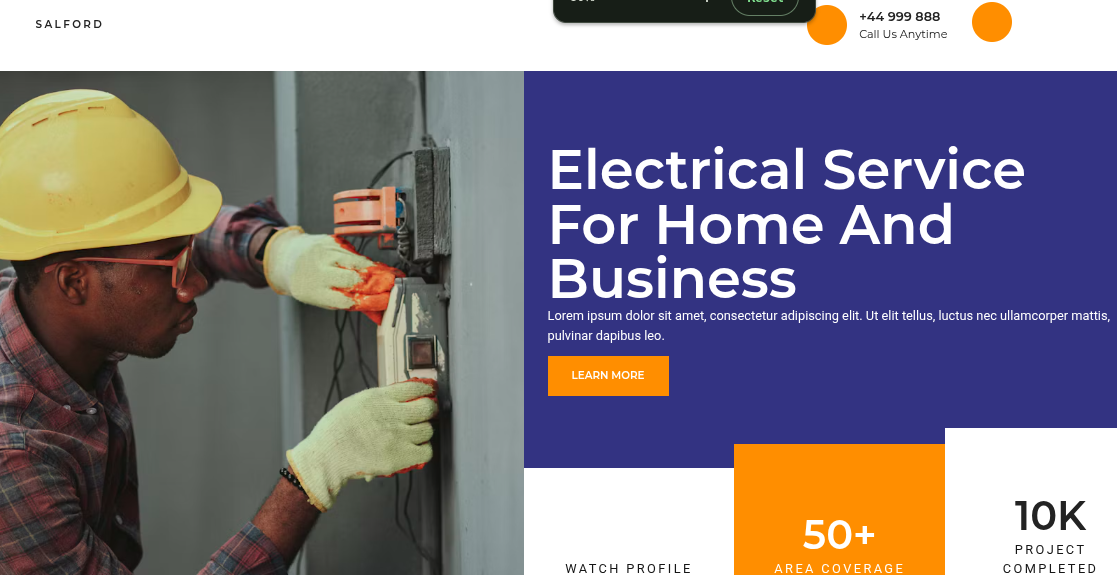 SALFORD
+44 999 888
Call Us Anytime
Electrical Service
For Home And
Business
Lorem ipsum dolor sit amet, consectetur adipiscing elit. Ut elit tellus, luctus nec ullamcorper mattis,
pulvinar dapibus leo.
LEARN MORE
WATCH PROFILE
50+
AREA COVERAGE
10K
PROJECT
COMPLETED